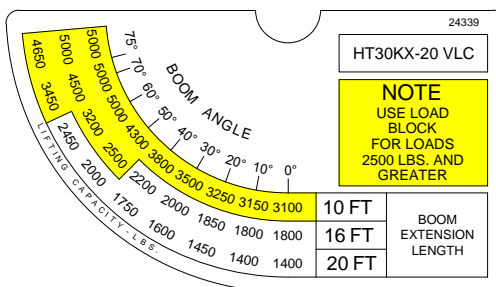 24339
HT30KX-20 VLC
NOTE
USE LOAD
BLOCK
FOR LOADS
2500 LBS. AND
GREATER
BOOM ANGLE
75° 70° 60° 50° 40° 30° 20° 10° 0°
5000 5000 5000 4300 3800 3500 3250 3150 3100 10 FT
5000 4500 3200 2500 2200 2000 1850 1800 1800 16 FT
4650 3450 2450 2000 1750 1600 1450 1400 1400 20 FT
LIFTING CAPACITY-LBS.
BOOM
EXTENSION
LENGTH